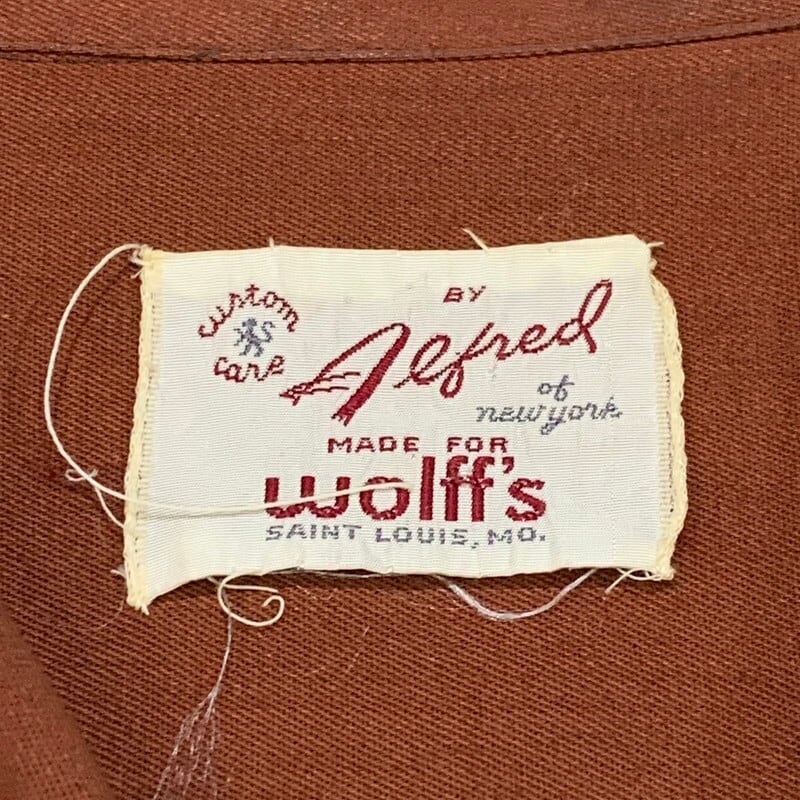 custom
care
BY
Alfred
of
new york
MADE FOR
wolff's
SAINT LOUIS, MO.